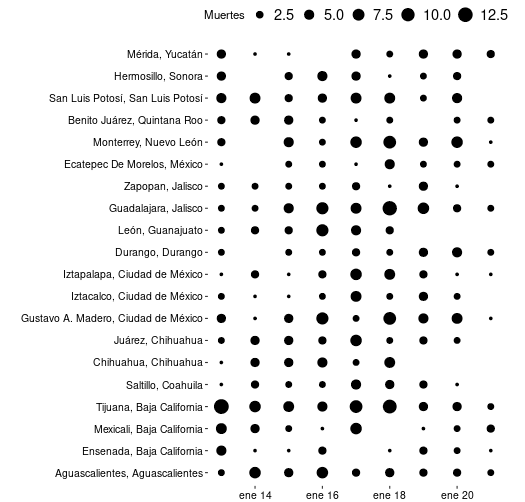 Muertes 2.5 5.0 7.5 10.0 12.5
Mérida, Yucatán
Hermosillo, Sonora
San Luis Potosí, San Luis Potosí
Benito Juárez, Quintana Roo
Monterrey, Nuevo León
Ecatepec De Morelos, México
Zapopan, Jalisco
Guadalajara, Jalisco
León, Guanajuato
Durango, Durango
Iztapalapa, Ciudad de México
Iztacalco, Ciudad de México
Gustavo A. Madero, Ciudad de México
Juárez, Chihuahua
Chihuahua, Chihuahua
Saltillo, Coahuila
Tijuana, Baja California
Mexicali, Baja California
Ensenada, Baja California
Aguascalientes, Aguascalientes
ene 14 ene 16 ene 18 ene 20